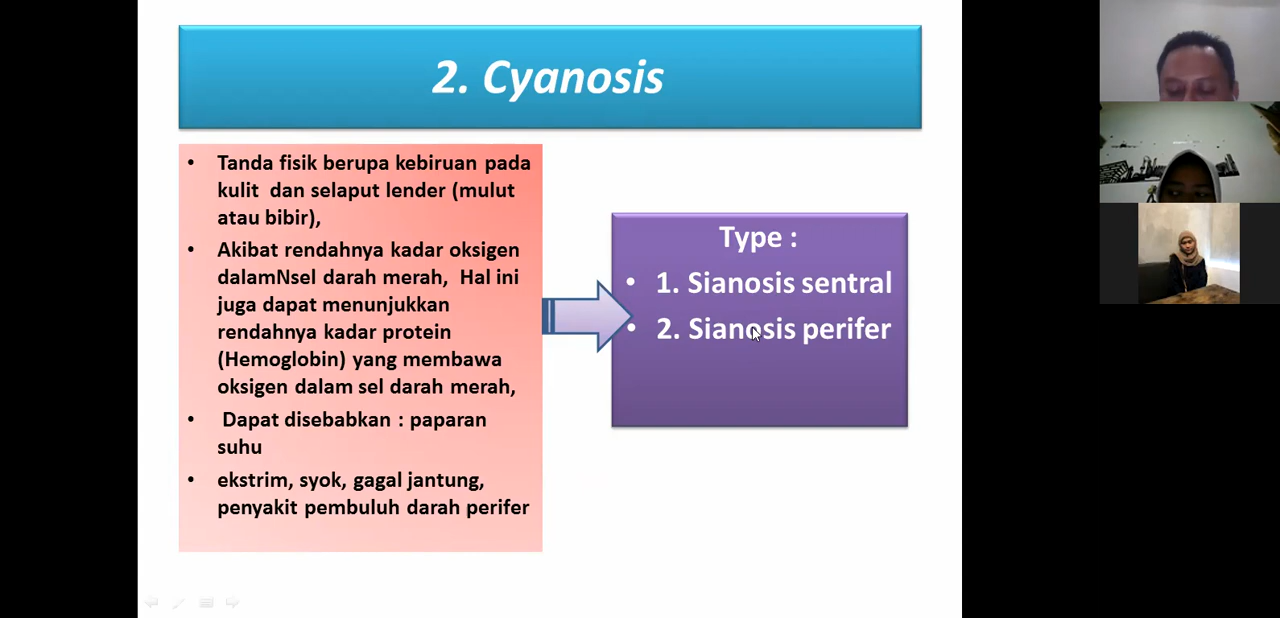 2. Cyanosis
• Tanda fisik berupa kebiruan pada
kulit dan selaput lender (mulut
atau bibir),
• Akibat rendahnya kadar oksigen
dalamNsel darah merah, Hal ini
juga dapat menunjukkan
rendahnya kadar protein
(Hemoglobin) yang membawa
oksigen dalam sel darah merah,
• Dapat disebabkan : paparan
suhu
• ekstrim, syok, gagal jantung,
penyakit pembuluh darah perifer
Type :
• 1. Sianosis sentral
• 2. Sianosis perifer